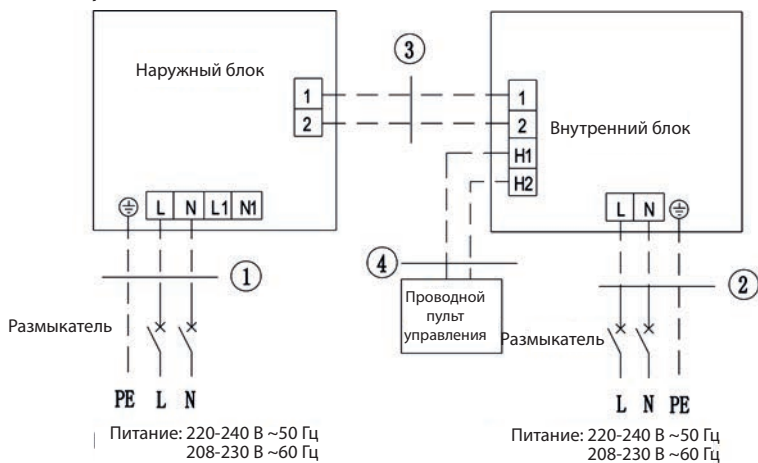 Наружный блок
1
2
3
1
2
H1
H2
Внутренний блок
L N L1 N1
L N
1
4
2
Проводной
пульт
управления
Размыкатель
Размыкатель
PE L N
L N PE
Питание: 220-240 В ~50 Гц
208-230 В ~60 Гц
Питание: 220-240 В ~50 Гц
208-230 В ~60 Гц